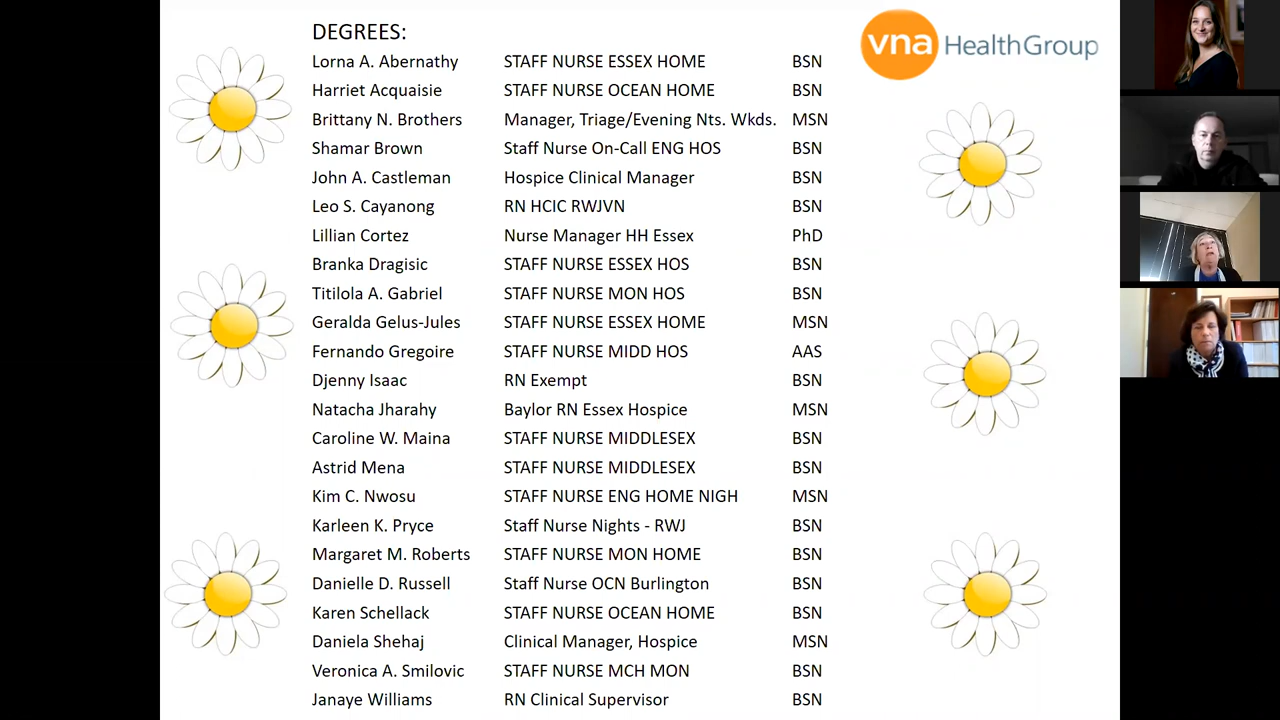 DEGREES:
vna HealthGroup
Lorna A. Abernathy STAFF NURSE ESSEX HOME BSN
Harriet Acquaisie STAFF NURSE OCEAN HOME BSN
Brittany N. Brothers Manager, Triage/Evening Nts. Wkds. MSN
Shamar Brown Staff Nurse On-Call ENG HOS BSN
John A. Castleman Hospice Clinical Manager BSN
Leo S. Cayanong RN HCIC RWJVN BSN
Lillian Cortez Nurse Manager HH Essex PhD
Branka Dragisic STAFF NURSE ESSEX HOS BSN
Titilola A. Gabriel STAFF NURSE MON HOS BSN
Geralda Gelus-Jules STAFF NURSE ESSEX HOME MSN
Fernando Gregoire STAFF NURSE MIDD HOS AAS
Djenny Isaac RN Exempt BSN
Natacha Jharahy Baylor RN Essex Hospice MSN
Caroline W. Maina STAFF NURSE MIDDLESEX BSN
Astrid Mena STAFF NURSE MIDDLESEX BSN
Kim C. Nwosu STAFF NURSE ENG HOME NIGH MSN
Karleen K. Pryce Staff Nurse Nights - RWJ BSN
Margaret M. Roberts STAFF NURSE MON HOME BSN
Danielle D. Russell Staff Nurse OCN Burlington BSN
Karen Schellack STAFF NURSE OCEAN HOME BSN
Daniela Shehaj Clinical Manager, Hospice MSN
Veronica A. Smilovic STAFF NURSE MCH MON BSN
Janaye Williams RN Clinical Supervisor BSN